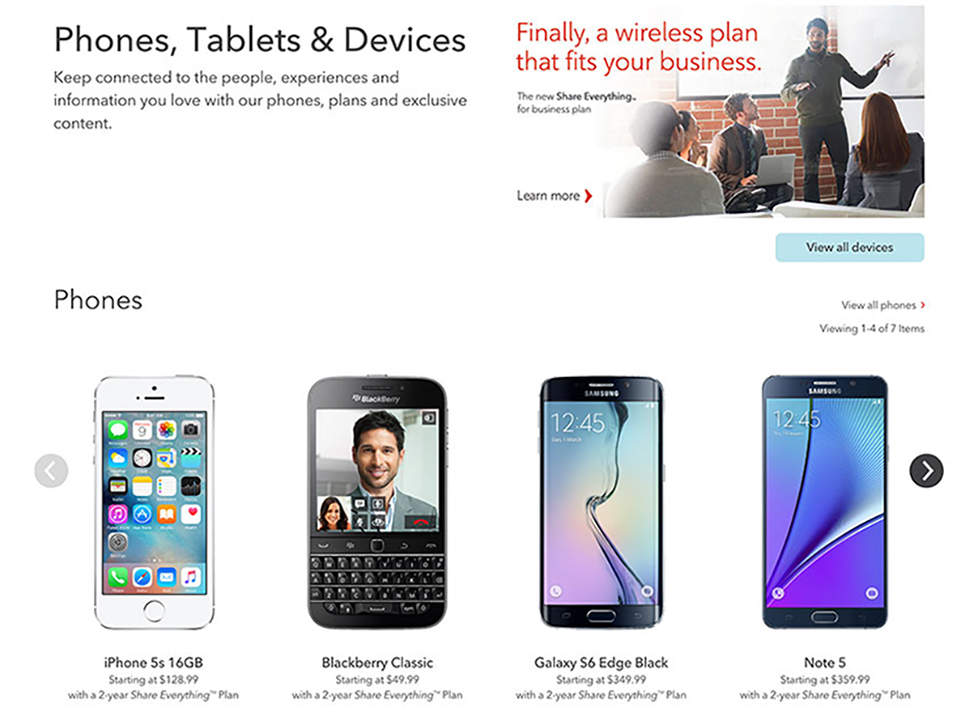 Phones, Tablets & Devices
Keep connected to the people, experiences and
information you love with our phones, plans and exclusive
content.
Finally, a wireless plan
that fits your business.
The new Share Everything™
for business plan
Learn more
View all devices
Phones
View all phones
Viewing 1-4 of 7 Items
BlackBerry
SAMSUNG
12:45
SAMSUNG
12:45
iPhone 5s 16GB
Starting at $128.99
with a 2-year Share Everything™ Plan
Blackberry Classic
Starting at $49.99
with a 2-year Share Everything™ Plan
Galaxy S6 Edge Black
Starting at $349.99
with a 2-year Share Everything™ Plan
Note 5
Starting at $359.99
with a 2-year Share Everything™ Plan